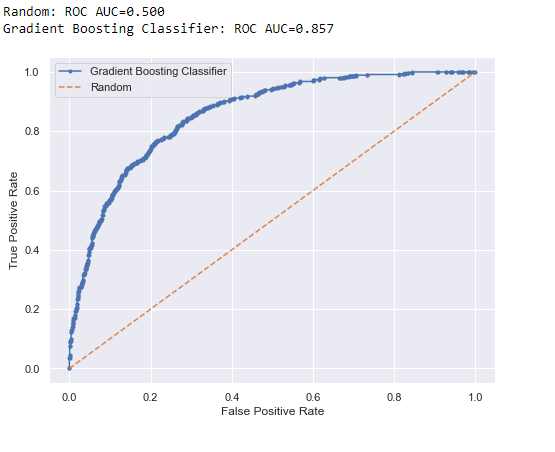 Random: ROC AUC=0.500
Gradient Boosting Classifier: ROC AUC=0.857
Gradient Boosting Classifier
Random
1.0
0.8
0.6
0.4
0.2
0.0
True Positive Rate
0.0 0.2 0.4 0.6 0.8 1.0
False Positive Rate